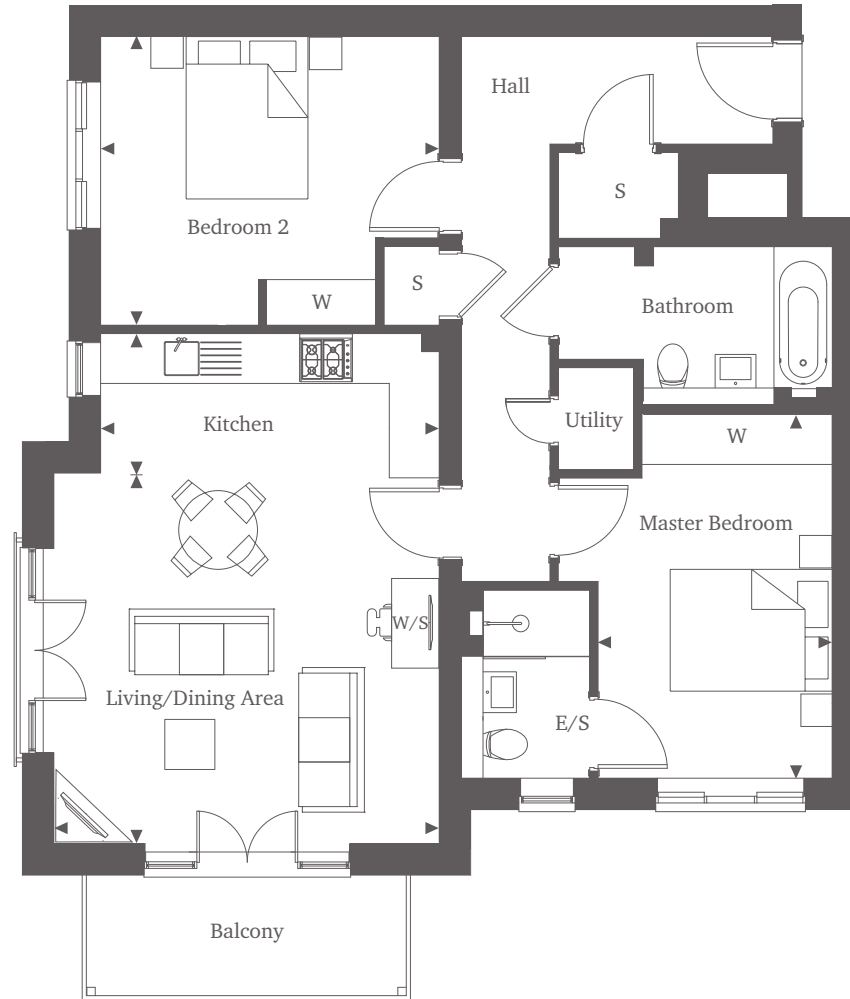 Hall
S
Bedroom 2
S
W
Bathroom
Kitchen
Utility
W
Master Bedroom
W/S
Living/Dining Area
E/S
Balcony